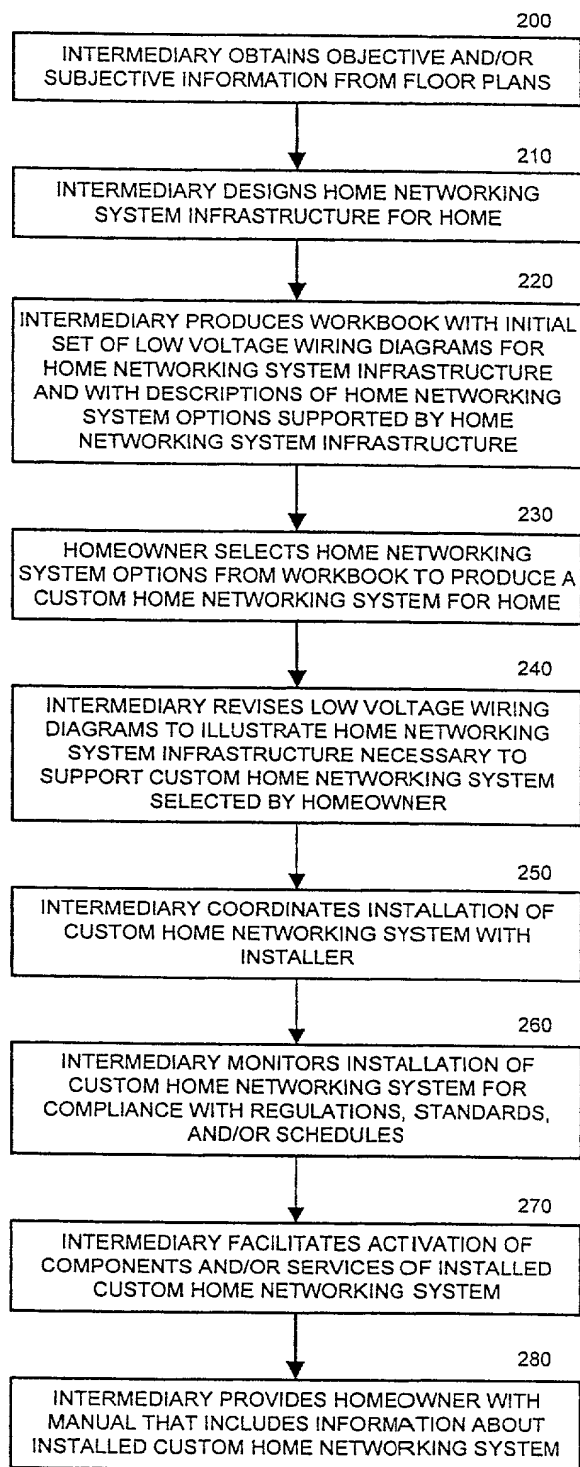 200
INTERMEDIARY OBTAINS OBJECTIVE AND/OR
SUBJECTIVE INFORMATION FROM FLOOR PLANS
210
INTERMEDIARY DESIGNS HOME NETWORKING
SYSTEM INFRASTRUCTURE FOR HOME
220
INTERMEDIARY PRODUCES WORKBOOK WITH INITIAL
SET OF LOW VOLTAGE WIRING DIAGRAMS FOR
HOME NETWORKING SYSTEM INFRASTRUCTURE
AND WITH DESCRIPTIONS OF HOME NETWORKING
SYSTEM OPTIONS SUPPORTED BY HOME
NETWORKING SYSTEM INFRASTRUCTURE
230
HOMEOWNER SELECTS HOME NETWORKING
SYSTEM OPTIONS FROM WORKBOOK TO PRODUCE A
CUSTOM HOME NETWORKING SYSTEM FOR HOME
240
INTERMEDIARY REVISES LOW VOLTAGE WIRING
DIAGRAMS TO ILLUSTRATE HOME NETWORKING
SYSTEM INFRASTRUCTURE NECESSARY TO
SUPPORT CUSTOM HOME NETWORKING SYSTEM
SELECTED BY HOMEOWNER
250
INTERMEDIARY COORDINATES INSTALLATION OF
CUSTOM HOME NETWORKING SYSTEM WITH
INSTALLER
260
INTERMEDIARY MONITORS INSTALLATION OF
CUSTOM HOME NETWORKING SYSTEM FOR
COMPLIANCE WITH REGULATIONS, STANDARDS,
AND/OR SCHEDULES
270
INTERMEDIARY FACILITATES ACTIVATION OF
COMPONENTS AND/OR SERVICES OF INSTALLED
CUSTOM HOME NETWORKING SYSTEM
280
INTERMEDIARY PROVIDES HOMEOWNER WITH
MANUAL THAT INCLUDES INFORMATION ABOUT
INSTALLED CUSTOM HOME NETWORKING SYSTEM